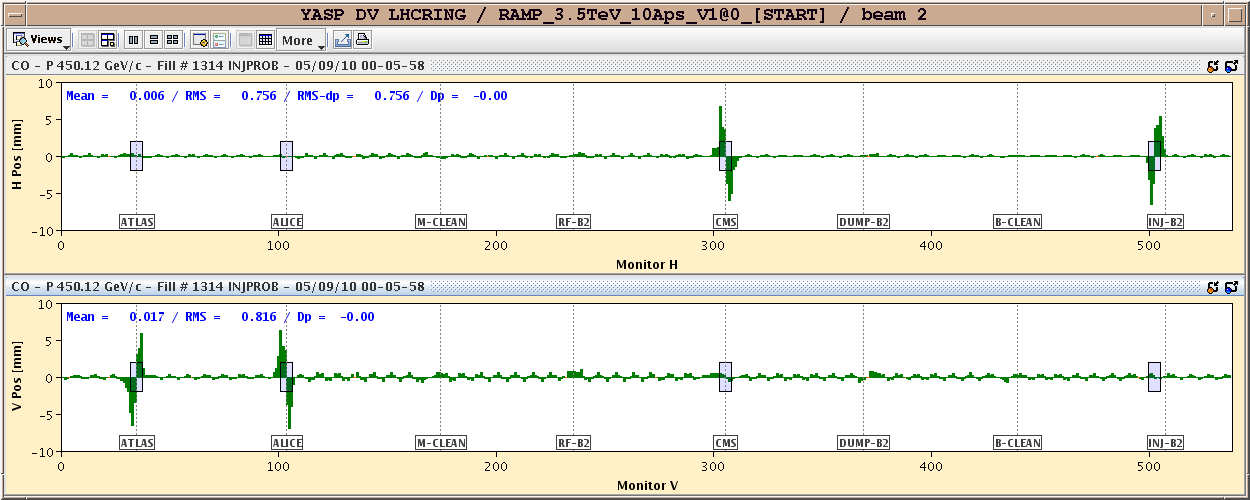 YASP DV LHCRING / RAMP_3.5TeV_10Aps_V1@0_[START] / beam 2
Views More
CO - P 450.12 GeV/c - Fill # 1314 INJPROB - 05/09/10 00-05-58
Mean = 0.006 / RMS = 0.756 / RMS-dp = 0.756 / Dp = -0.00
H Pos [mm]
10
5
0
-5
-10
ATLAS ALICE M-CLEAN RF-B2 CMS DUMP-B2 B-CLEAN INJ-B2
0 100 200 300 400 500
Monitor H
CO - P 450.12 GeV/c - Fill # 1314 INJPROB - 05/09/10 00-05-58
Mean = 0.017 / RMS = 0.816 / Dp = -0.00
V Pos [mm]
10
5
0
-5
-10
ATLAS ALICE M-CLEAN RF-B2 CMS DUMP-B2 B-CLEAN INJ-B2
0 100 200 300 400 500
Monitor V